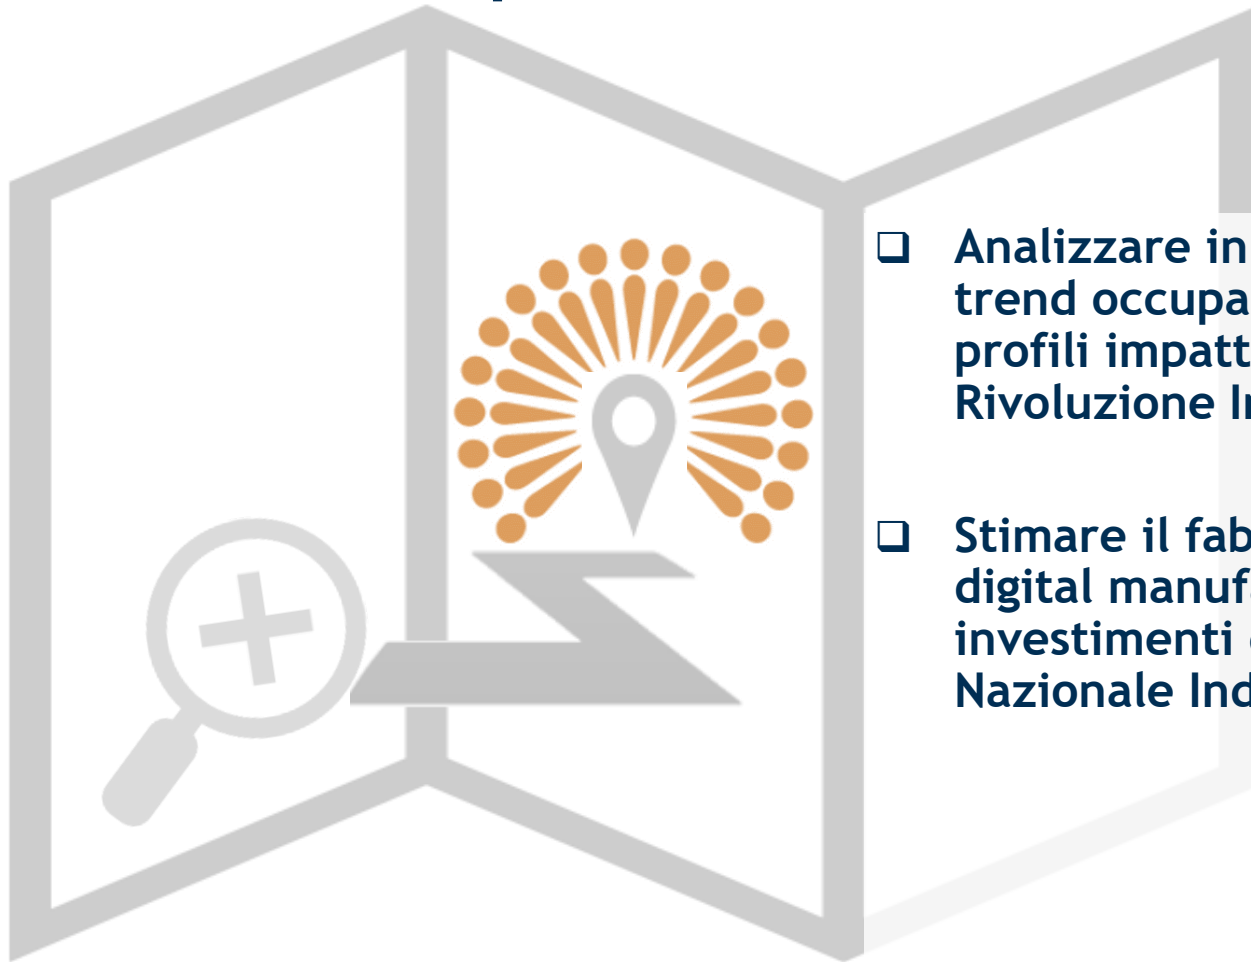 Analizzare in
trend occupa
profili impatt
Rivoluzione I
Stimare il fab
digital manuf
investimenti
Nazionale Ind